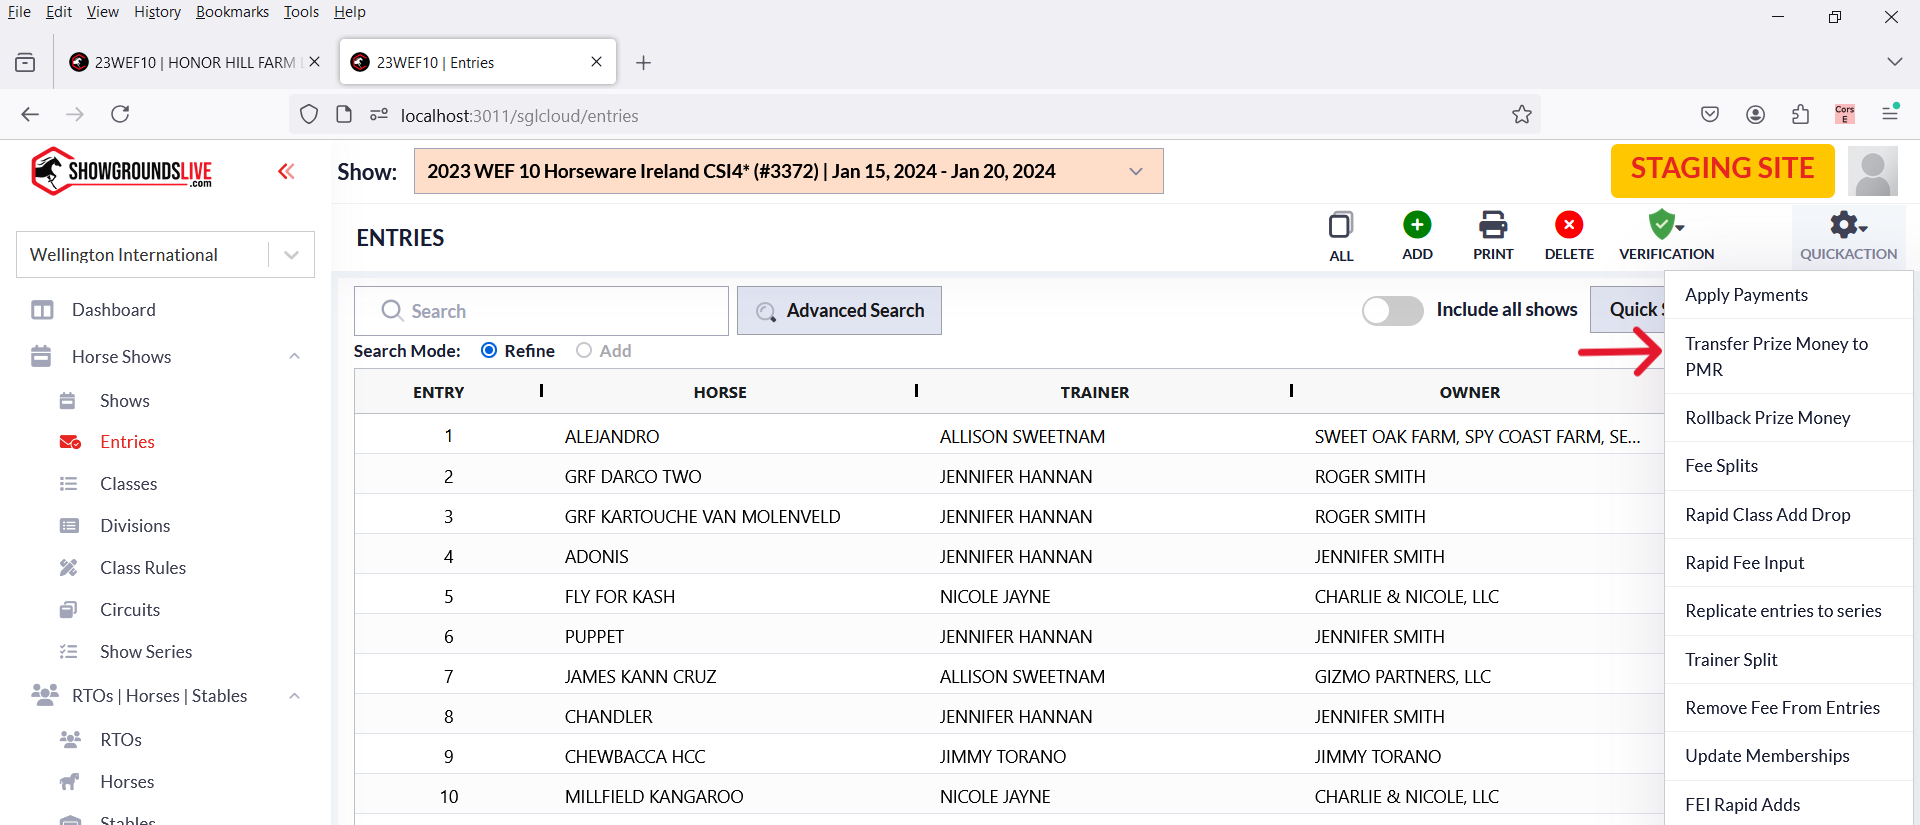 File Edit View History Bookmarks Tools Help
23WEF10 | HONOR HILL FARM
23WEF10 | Entries
localhost:3011/sglcloud/entries
Cors
E
SHOWGROUNDSLIVE
.com
Show:
2023 WEF 10 Horseware Ireland CSI4* (#3372) | Jan 15, 2024 - Jan 20, 2024
STAGING SITE
Wellington International
Dashboard
Horse Shows
Shows
Entries
Classes
Divisions
Class Rules
Circuits
Show Series
RTOs | Horses | Stables
RTOs
Horses
Stables
ENTRIES
ALL
ADD
PRINT
DELETE
VERIFICATION
QUICKACTION
Search
Advanced Search
Include all shows
Quick
Search Mode: Refine Add
ENTRY HORSE TRAINER OWNER
1 ALEJANDRO ALLISON SWEETNAM SWEET OAK FARM, SPY COAST FARM, SE...
2 GRF DARCO TWO JENNIFER HANNAN ROGER SMITH
3 GRF KARTOUCHE VAN MOLENVELD JENNIFER HANNAN ROGER SMITH
4 ADONIS JENNIFER HANNAN JENNIFER SMITH
5 FLY FOR KASH NICOLE JAYNE CHARLIE & NICOLE, LLC
6 PUPPET JENNIFER HANNAN JENNIFER SMITH
7 JAMES KANN CRUZ ALLISON SWEETNAM GIZMO PARTNERS, LLC
8 CHANDLER JENNIFER HANNAN JENNIFER SMITH
9 CHEWBACCA HCC JIMMY TORANO JIMMY TORANO
10 MILLFIELD KANGAROO NICOLE JAYNE CHARLIE & NICOLE, LLC
Apply Payments
Transfer Prize Money to
PMR
Rollback Prize Money
Fee Splits
Rapid Class Add Drop
Rapid Fee Input
Replicate entries to series
Trainer Split
Remove Fee From Entries
Update Memberships
FEI Rapid Adds